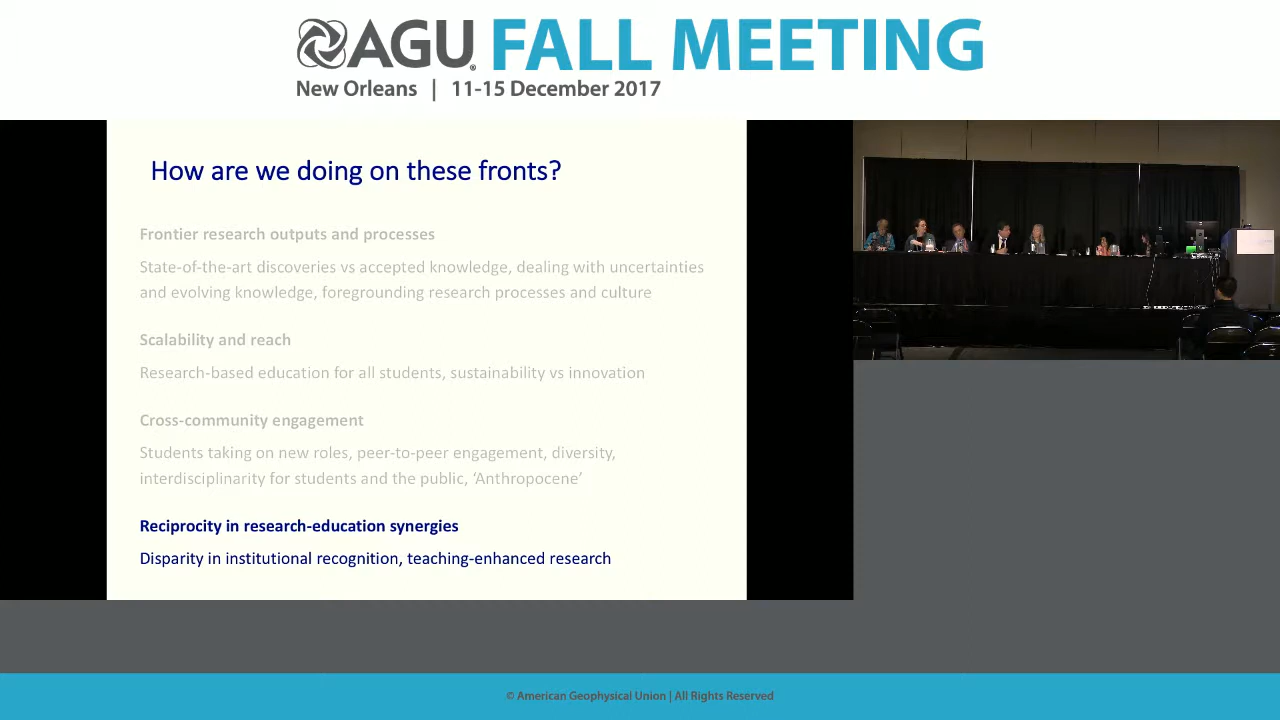 AGU FALL MEETING
New Orleans | 11-15 December 2017
How are we doing on these fronts?
Frontier research outputs and processes
State-of-the-art discoveries vs accepted knowledge, dealing with uncertainties
and evolving knowledge, foregrounding research processes and culture
Scalability and reach
Research-based education for all students, sustainability vs innovation
Cross-community engagement
Students taking on new roles, peer-to-peer engagement, diversity,
interdisciplinarity for students and the public, ‘Anthropocene’
Reciprocity in research-education synergies
Disparity in institutional recognition, teaching-enhanced research
© American Geophysical Union | All Rights Reserved